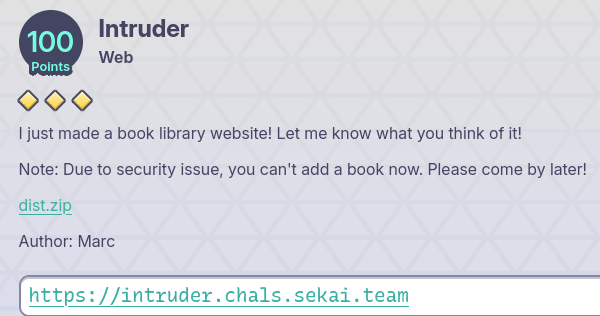 100
Points
Intruder
Web
I just made a book library website! Let me know what you think of it!
Note: Due to security issue, you can't add a book now. Please come by later!
dist.zip
Author: Marc
https://intruder.chals.sekai.team